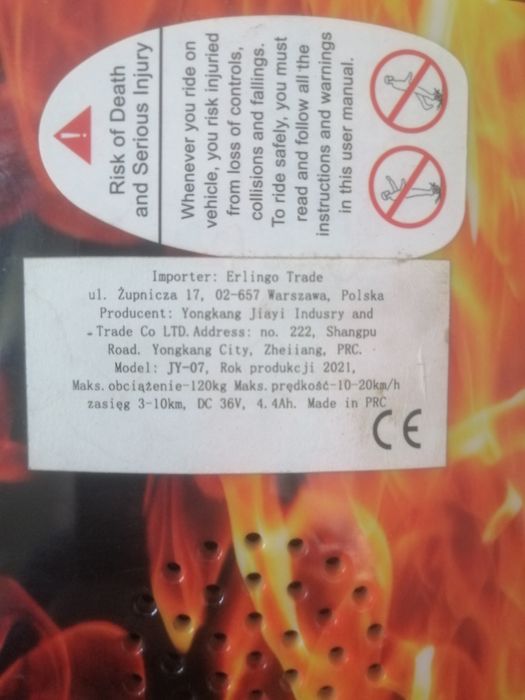 Risk of Death
and Serious Injury
Whenever you ride on
vehicle, you risk injuried
from loss of controls,
collisions and fallings.
To ride safely, you must
read and follow all the
instructions and warnings
in this user manual.
Importer: Erlingo Trade
ul. Żupnicza 17, 02-657 Warszawa, Polska
Producent: Yongkang Jiayi Indusry and
Trade Co LTD. Address: no. 222, Shangpu
Road. Yongkang City, Zheiiang, PRC.
Model: JY-07, Rok produkcji 2021,
Maks. obciążenie-120kg Maks. prędkość-10-20km/h
zasięg 3-10km, DC 36V, 4.4Ah. Made in PRC
CE